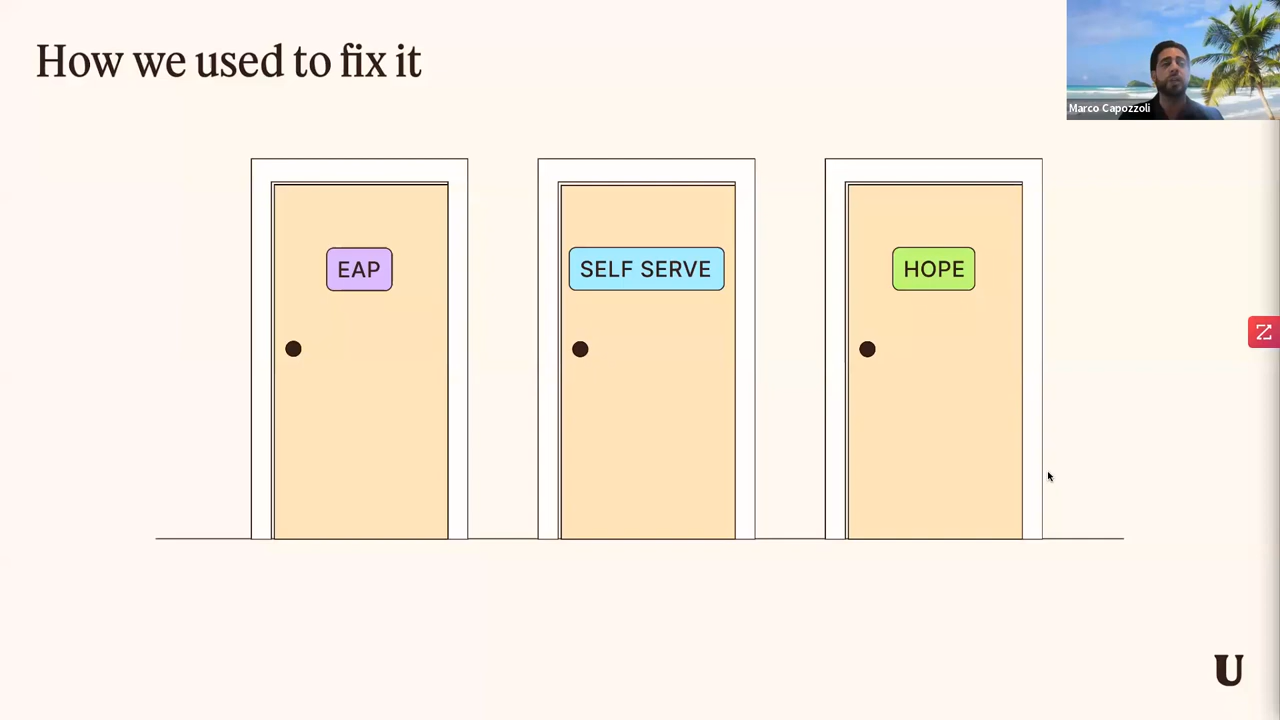 How we used to fix it
Marco Capozzoli
EAP
SELF SERVE
HOPE
U